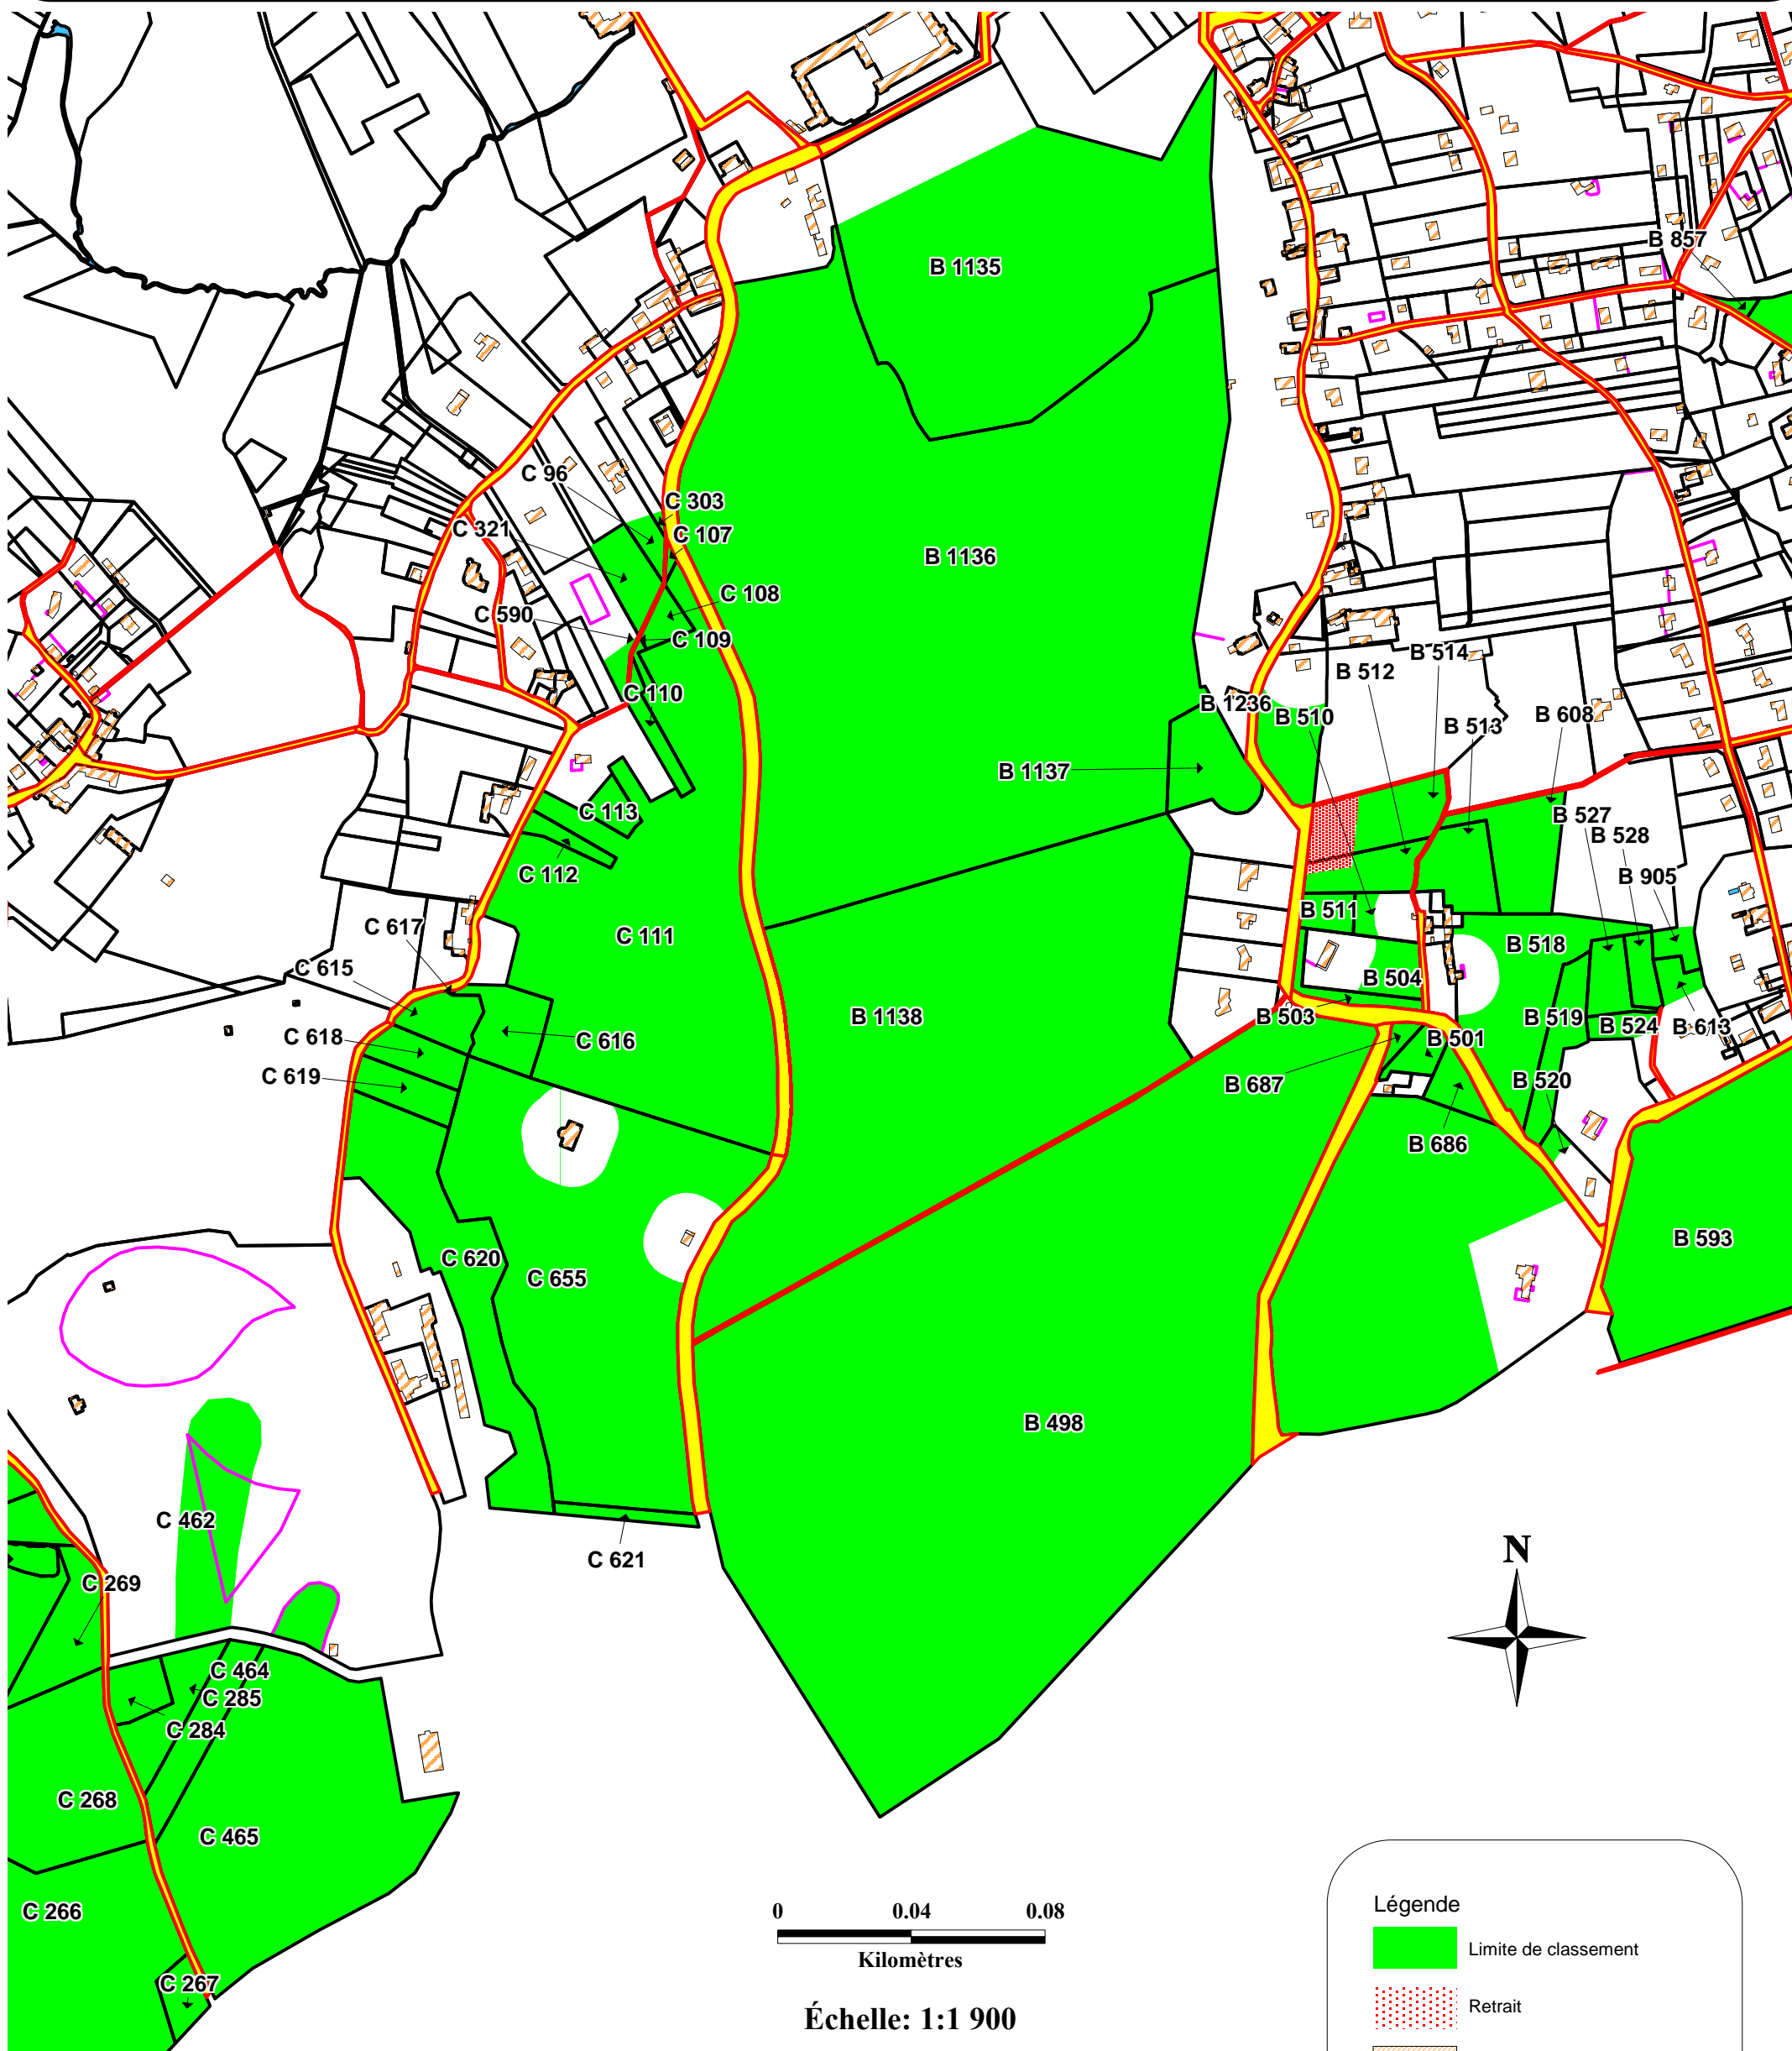 B 857
B 1135
C 96
C 303
C 321
C 107
B 1136
C 108
C 590
C 109
B 514
B 512
C 110
B 1236
B 510
B 513
B 608
B 1137
C 113
B 527
B 528
C 112
B 905
B 511
C 617
C 111
B 518
C 615
B 504
B 1138
B 503
B 519
B 524
B 613
C 618
C 616
B 501
C 619
B 687
B 520
B 686
B 593
C 620
C 655
B 498
C 462
C 621
N
C 269
C 464
C 285
C 284
C 268
C 465
C 266
0 0.04 0.08
Kilomètres
Légende
Limite de classement
C 267
Retrait
Échelle: 1:1 900